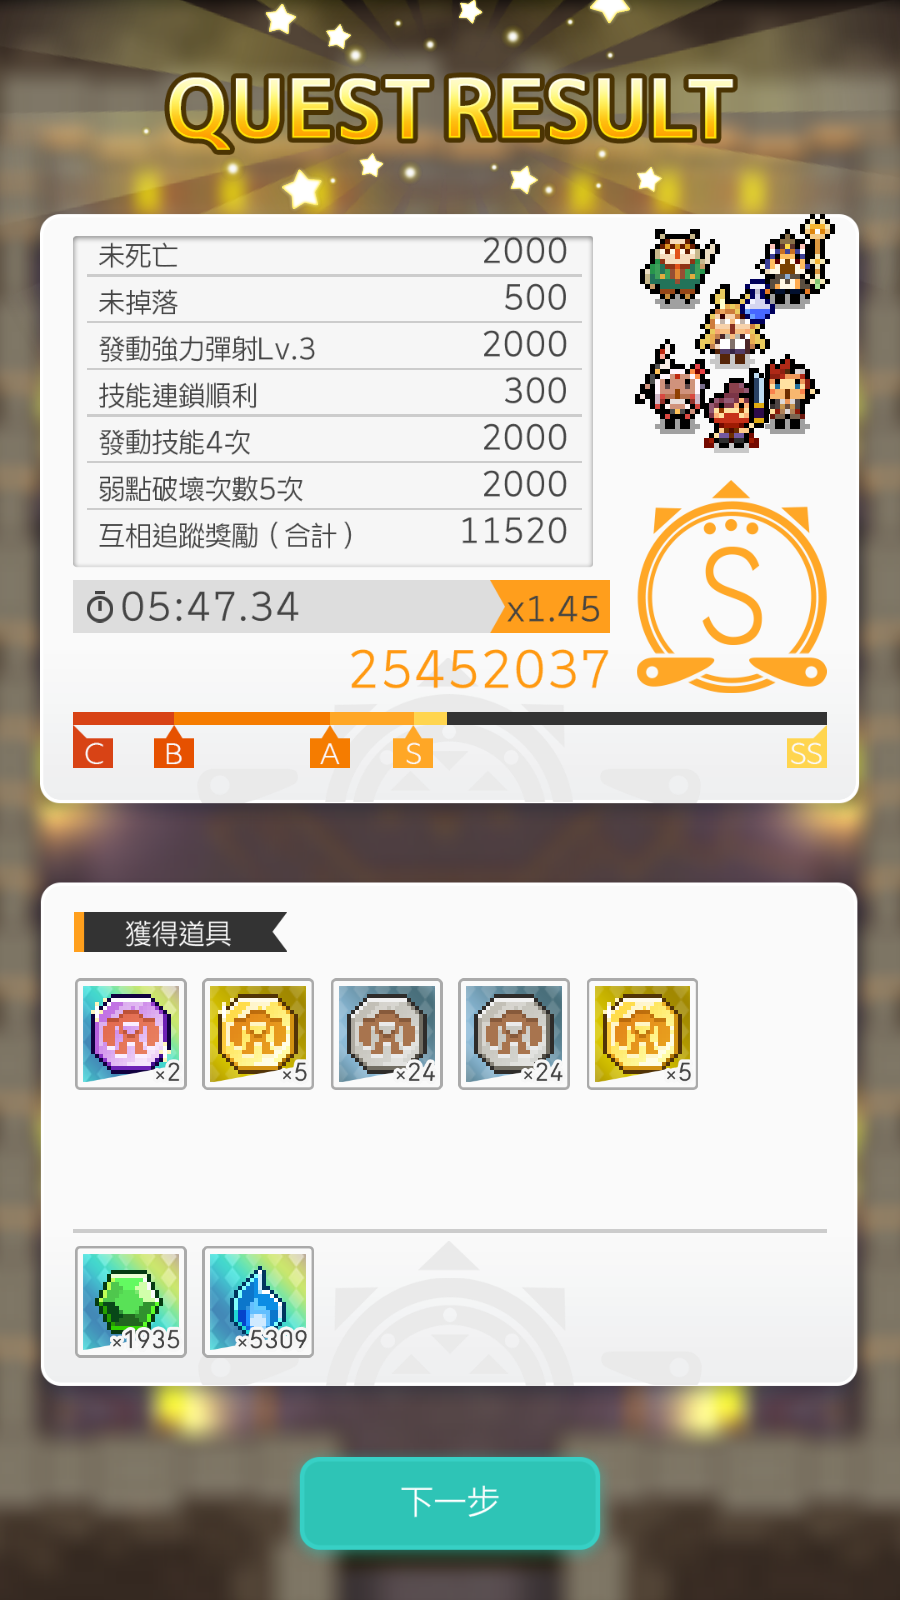 QUEST RESULT
未死亡 2000
未掉落 500
發動強力彈射Lv.3 2000
技能連鎖順利 300
發動技能4次 2000
弱點破壞次數5次 2000
互相追蹤獎勵（合計） 11520
05:47.34 x1.45
S
25452037
C B A S SS
獲得道具
×2 ×5 ×24 ×24 ×5
×1935 ×5309
下一步